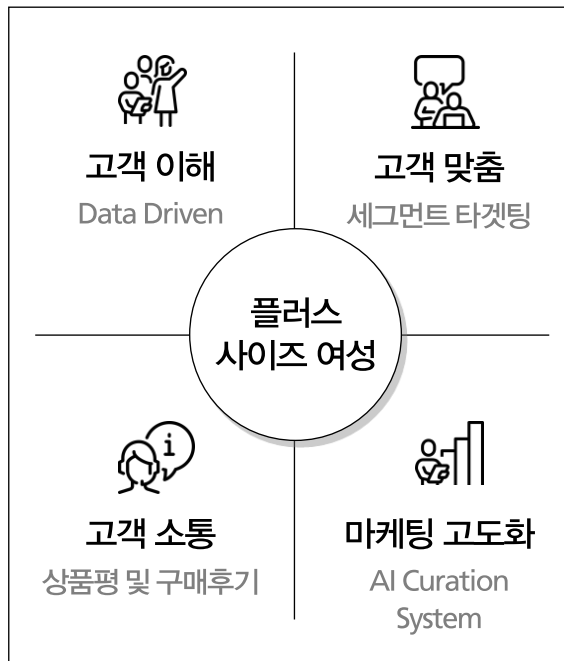 고객 이해
Data Driven
고객 맞춤
세그먼트 타겟팅
플러스
사이즈 여성
고객 소통
상품평 및 구매후기
마케팅 고도화
AI Curation
System